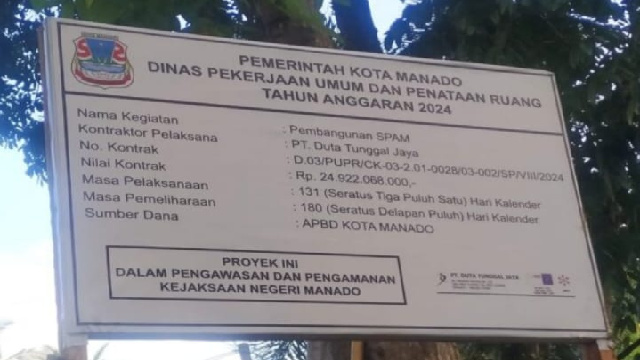 PEMERINTAH KOTA MANADO
DINAS PEKERJAAN UMUM DAN PENATAAN RUANG
TAHUN ANGGARAN 2024
Nama Kegiatan : Pembangunan SPAM
Kontraktor Pelaksana : PT. Duta Tunggal Jaya
No. Kontrak : D.03/PUPR/CK-03-2.01-0028/03-002/SP/VIII/2024
Nilai Kontrak : Rp. 24.922.068.000,-
Masa Pelaksanaan : 131 (Seratus Tiga Puluh Satu) Hari Kalender
Masa Pemeliharaan : 180 (Seratus Delapan Puluh) Hari Kalender
Sumber Dana : APBD KOTA MANADO
PROYEK INI
DALAM PENGAWASAN DAN PENGAMANAN
KEJAKSAAN NEGERI MANADO
PT. DUTA TUNGGAL JAYA